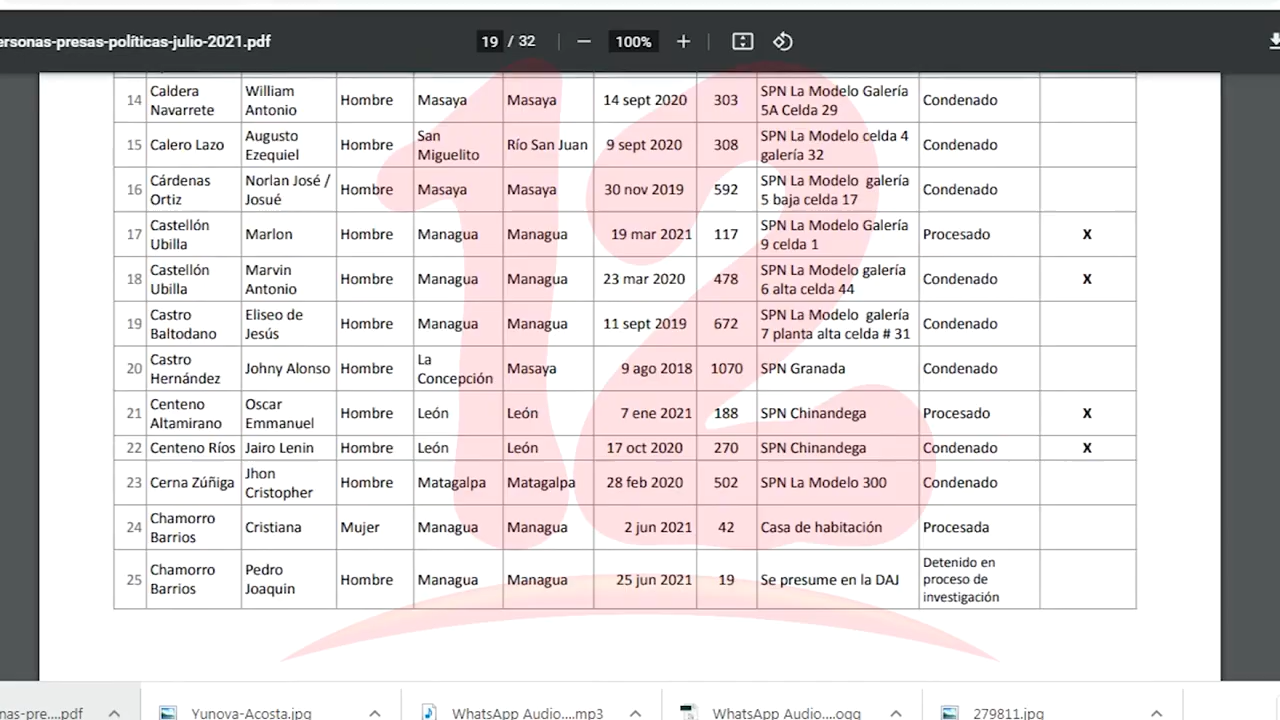 ersonas-presas-políticas-julio-2021.pdf 19 / 32 100%
14 Caldera Navarrete William Antonio Hombre Masaya Masaya 14 sept 2020 303 SPN La Modelo Galería 5A Celda 29 Condenado
15 Calero Lazo Augusto Ezequiel Hombre San Miguelito Río San Juan 9 sept 2020 308 SPN La Modelo celda 4 galería 32 Condenado
16 Cárdenas Ortiz Norlan José / Josué Hombre Masaya Masaya 30 nov 2019 592 SPN La Modelo galería 5 baja celda 17 Condenado
17 Castellón Ubilla Marlon Hombre Managua Managua 19 mar 2021 117 SPN La Modelo Galería 9 celda 1 Procesado X
18 Castellón Ubilla Marvin Antonio Hombre Managua Managua 23 mar 2020 478 SPN La Modelo galería 6 alta celda 44 Condenado X
19 Castro Baltodano Eliseo de Jesús Hombre Managua Managua 11 sept 2019 672 SPN La Modelo galería 7 planta alta celda # 31 Condenado
20 Castro Hernández Johny Alonso Hombre La Concepción Masaya 9 ago 2018 1070 SPN Granada Condenado
21 Centeno Altamirano Oscar Emmanuel Hombre León León 7 ene 2021 188 SPN Chinandega Procesado X
22 Centeno Ríos Jairo Lenin Hombre León León 17 oct 2020 270 SPN Chinandega Condenado X
23 Cerna Zúñiga Jhon Cristopher Hombre Matagalpa Matagalpa 28 feb 2020 502 SPN La Modelo 300 Condenado
24 Chamorro Barrios Cristiana Mujer Managua Managua 2 jun 2021 42 Casa de habitación Procesada
25 Chamorro Barrios Pedro Joaquin Hombre Managua Managua 25 jun 2021 19 Se presume en la DAJ Detenido en proceso de investigación
12
nas-pre....pdf Yunova-Acosta.jpg WhatsApp Audio....mp3 WhatsApp Audio....ogg 279811.jpg